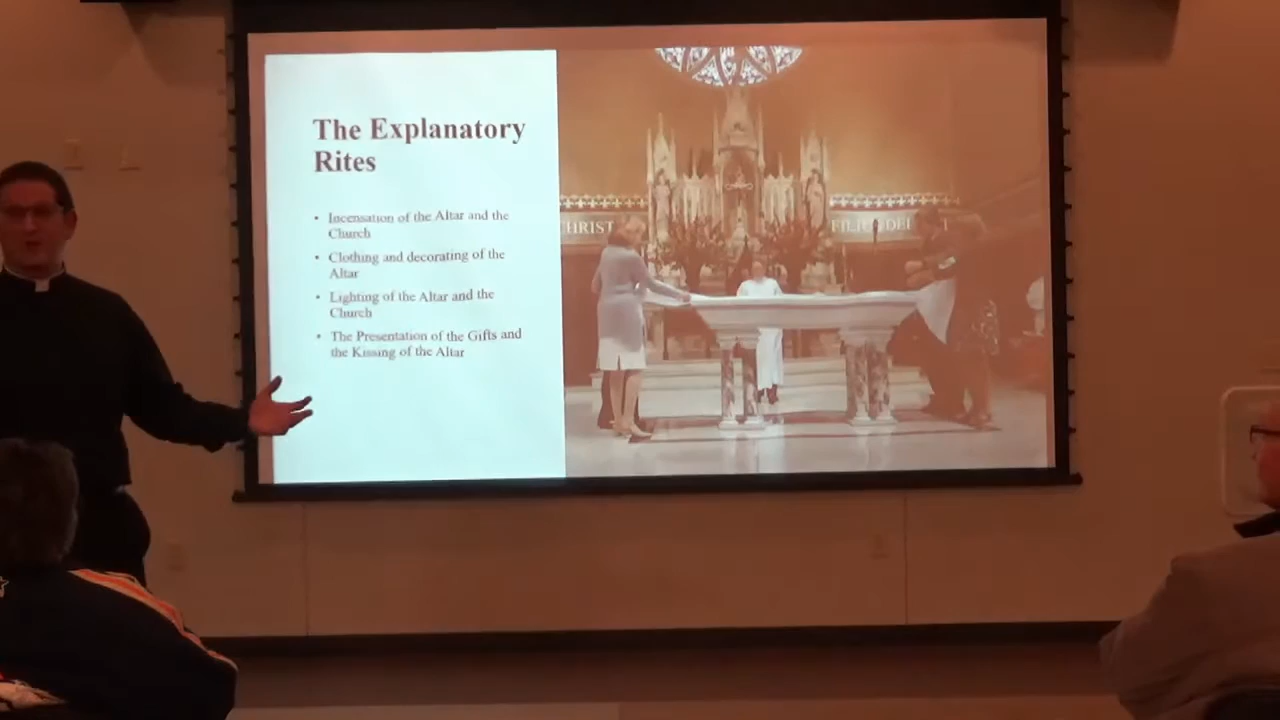 The Explanatory
Rites
• Incensation of the Altar and the
Church
• Clothing and decorating of the
Altar
• Lighting of the Altar and the
Church
• The Presentation of the Gifts and
the Kissing of the Altar
CHRIST
FILIUS DEI